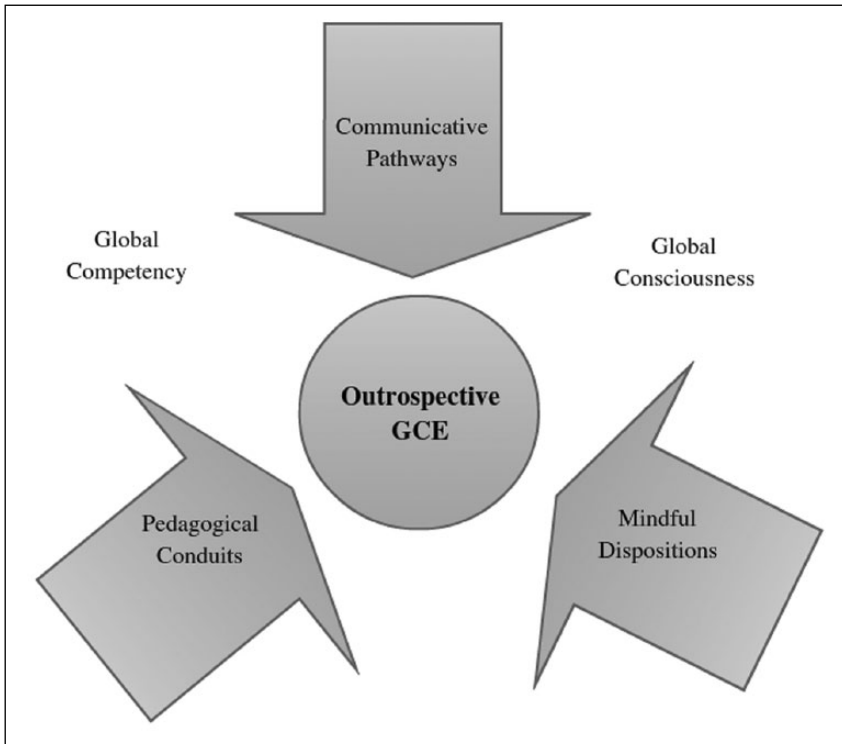 Communicative
Pathways
Global
Competency
Global
Consciousness
Outrospective
GCE
Pedagogical
Conduits
Mindful
Dispositions